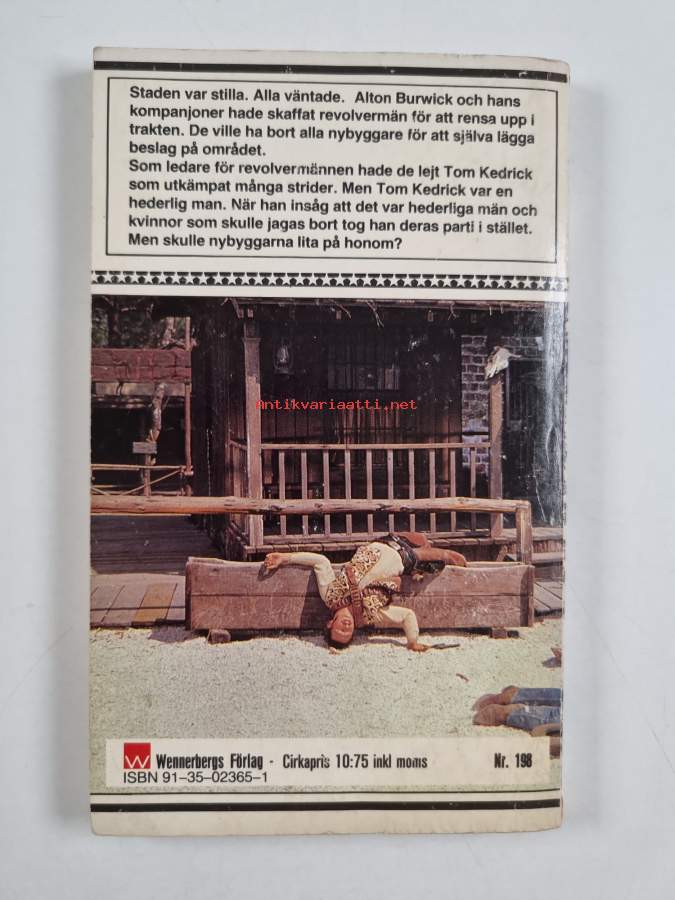 Staden var stilla. Alla väntade. Alton Burwick och hans
kompanjoner hade skaffat revolvermän för att rensa upp i
trakten. De ville ha bort alla nybyggare för att själva lägga
beslag på området.
Som ledare för revolvermännen hade de lejt Tom Kedrick
som utkämpat många strider. Men Tom Kedrick var en
hederlig man. När han insåg att det var hederliga män och
kvinnor som skulle jagas bort tog han deras parti i stället.
Men skulle nybyggarna lita på honom?
Antikvariaatti.net
W Wennerbergs Förlag - Cirkapris 10:75 inkl moms Nr. 198
ISBN 91-35-02365-1